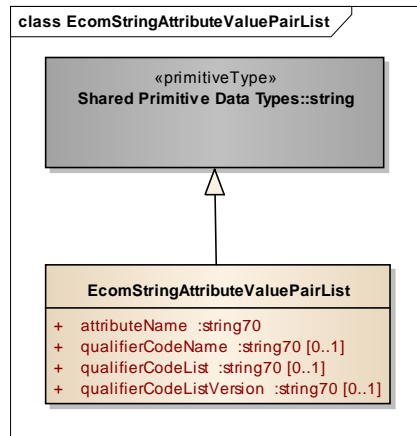 class EcomStringAttributeValuePairList
«primitiveType»
Shared Primitive Data Types::string
EcomStringAttributeValuePairList
+ attributeName :string70
+ qualifierCodeName :string70 [0..1]
+ qualifierCodeList :string70 [0..1]
+ qualifierCodeListVersion :string70 [0..1]